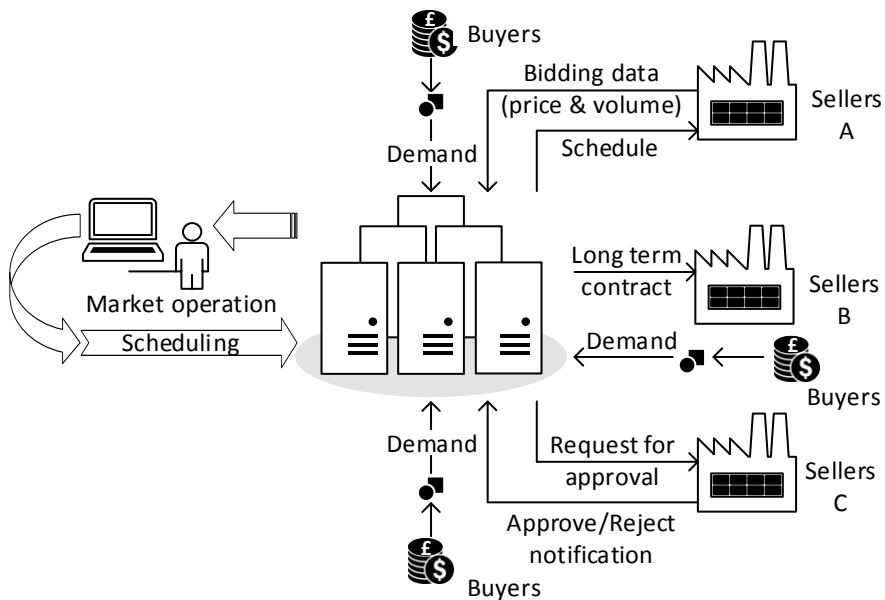 £
$
Buyers
Bidding data
(price & volume)
Sellers
A
Demand
Schedule
Market operation
Scheduling
Long term
contract
Sellers
B
Demand
£
$
Buyers
Demand
Request for
approval
Sellers
C
Approve/Reject
notification
£
$
Buyers